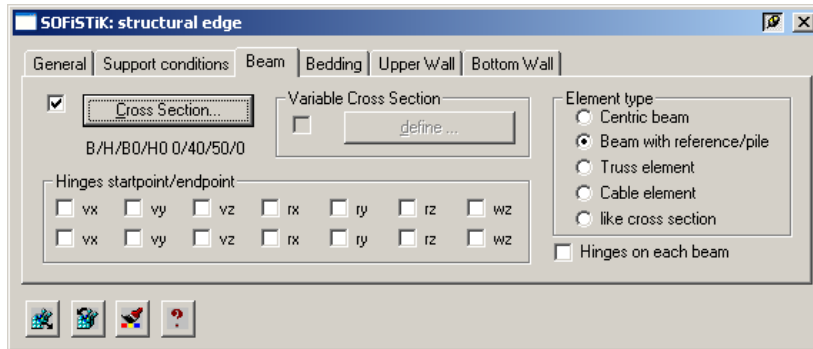 SOFiSTiK: structural edge
General Support conditions Beam Bedding Upper Wall Bottom Wall
Cross Section...
B/H/B0/H0 0/40/50/0
Variable Cross Section
define ...
Element type
Centric beam
Beam with reference/pile
Truss element
Cable element
like cross section
Hinges startpoint/endpoint
vx vy vz rx ry rz wz
vx vy vz rx ry rz wz
Hinges on each beam
?